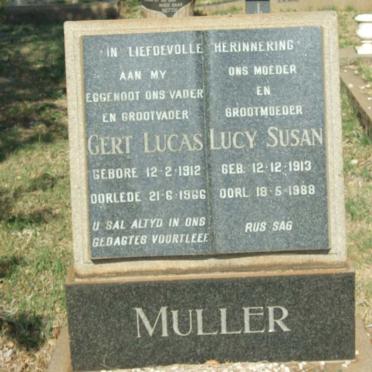 IN LIEFDEVOLLE HERINNERING
AAN MY
EGGENOOT ONS VADER
EN GROOTVADER
GERT LUCAS
GEBORE 12-2-1912
OORLEDE 21-6-1966
U SAL ALTYD IN ONS
GEDAGTES VOORTLEEF
ONS MOEDER
EN
GROOTMOEDER
LUCY SUSAN
GEB. 12-12-1913
OORL 18-5-1988
RUS SAG
MULLER